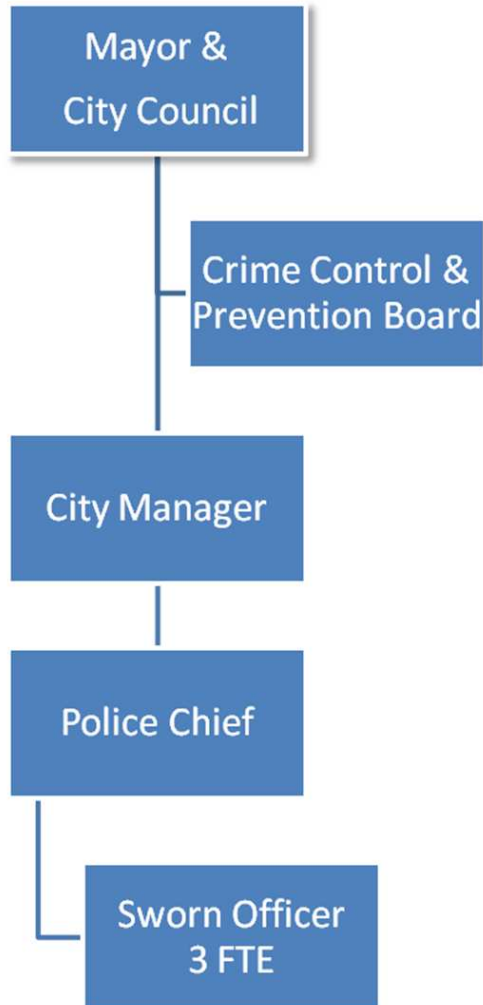 Mayor &
City Council
Crime Control &
Prevention Board
City Manager
Police Chief
Sworn Officer
3 FTE